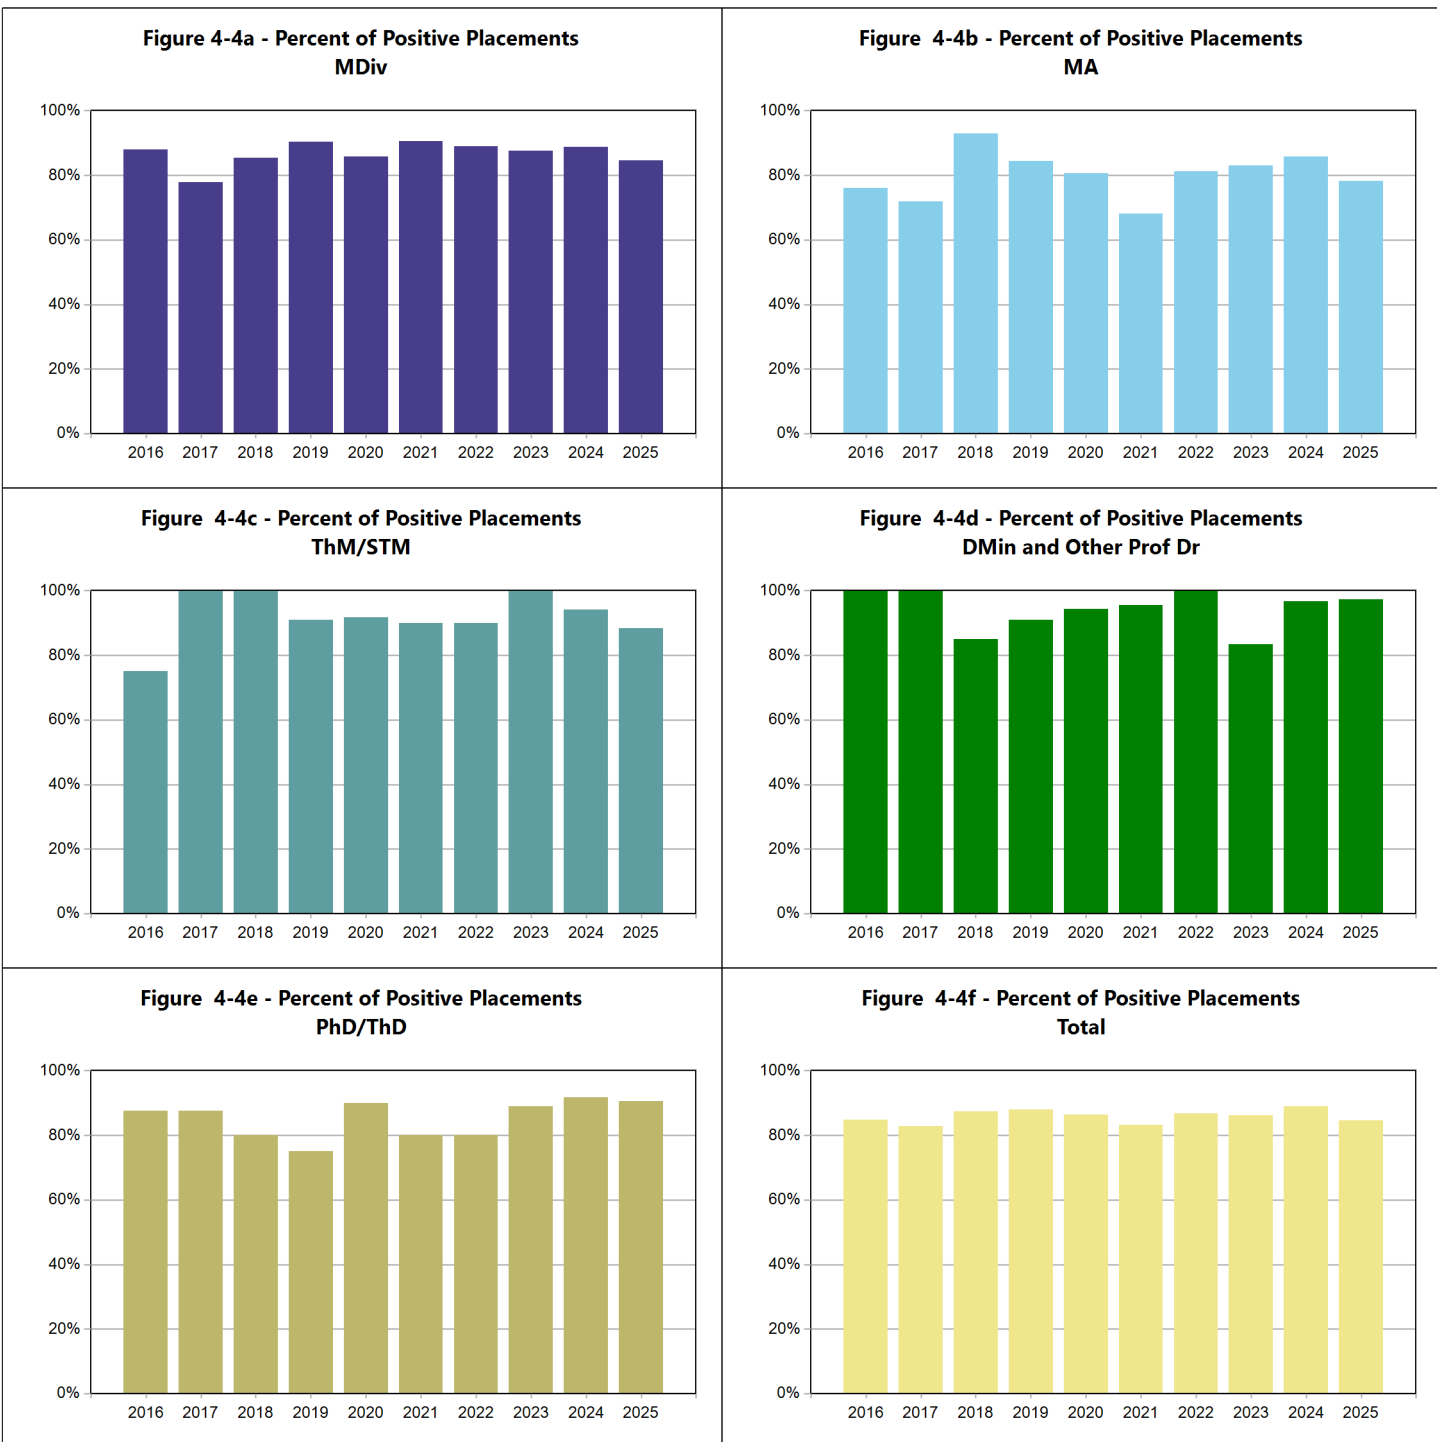 Figure 4-4a - Percent of Positive Placements
MDiv
100%
80%
60%
40%
20%
0%
2016 2017 2018 2019 2020 2021 2022 2023 2024 2025
Figure  4-4b - Percent of Positive Placements
MA
100%
80%
60%
40%
20%
0%
2016 2017 2018 2019 2020 2021 2022 2023 2024 2025
Figure  4-4c - Percent of Positive Placements
ThM/STM
100%
80%
60%
40%
20%
0%
2016 2017 2018 2019 2020 2021 2022 2023 2024 2025
Figure  4-4d - Percent of Positive Placements
DMin and Other Prof Dr
100%
80%
60%
40%
20%
0%
2016 2017 2018 2019 2020 2021 2022 2023 2024 2025
Figure  4-4e - Percent of Positive Placements
PhD/ThD
100%
80%
60%
40%
20%
0%
2016 2017 2018 2019 2020 2021 2022 2023 2024 2025
Figure  4-4f - Percent of Positive Placements
Total
100%
80%
60%
40%
20%
0%
2016 2017 2018 2019 2020 2021 2022 2023 2024 2025